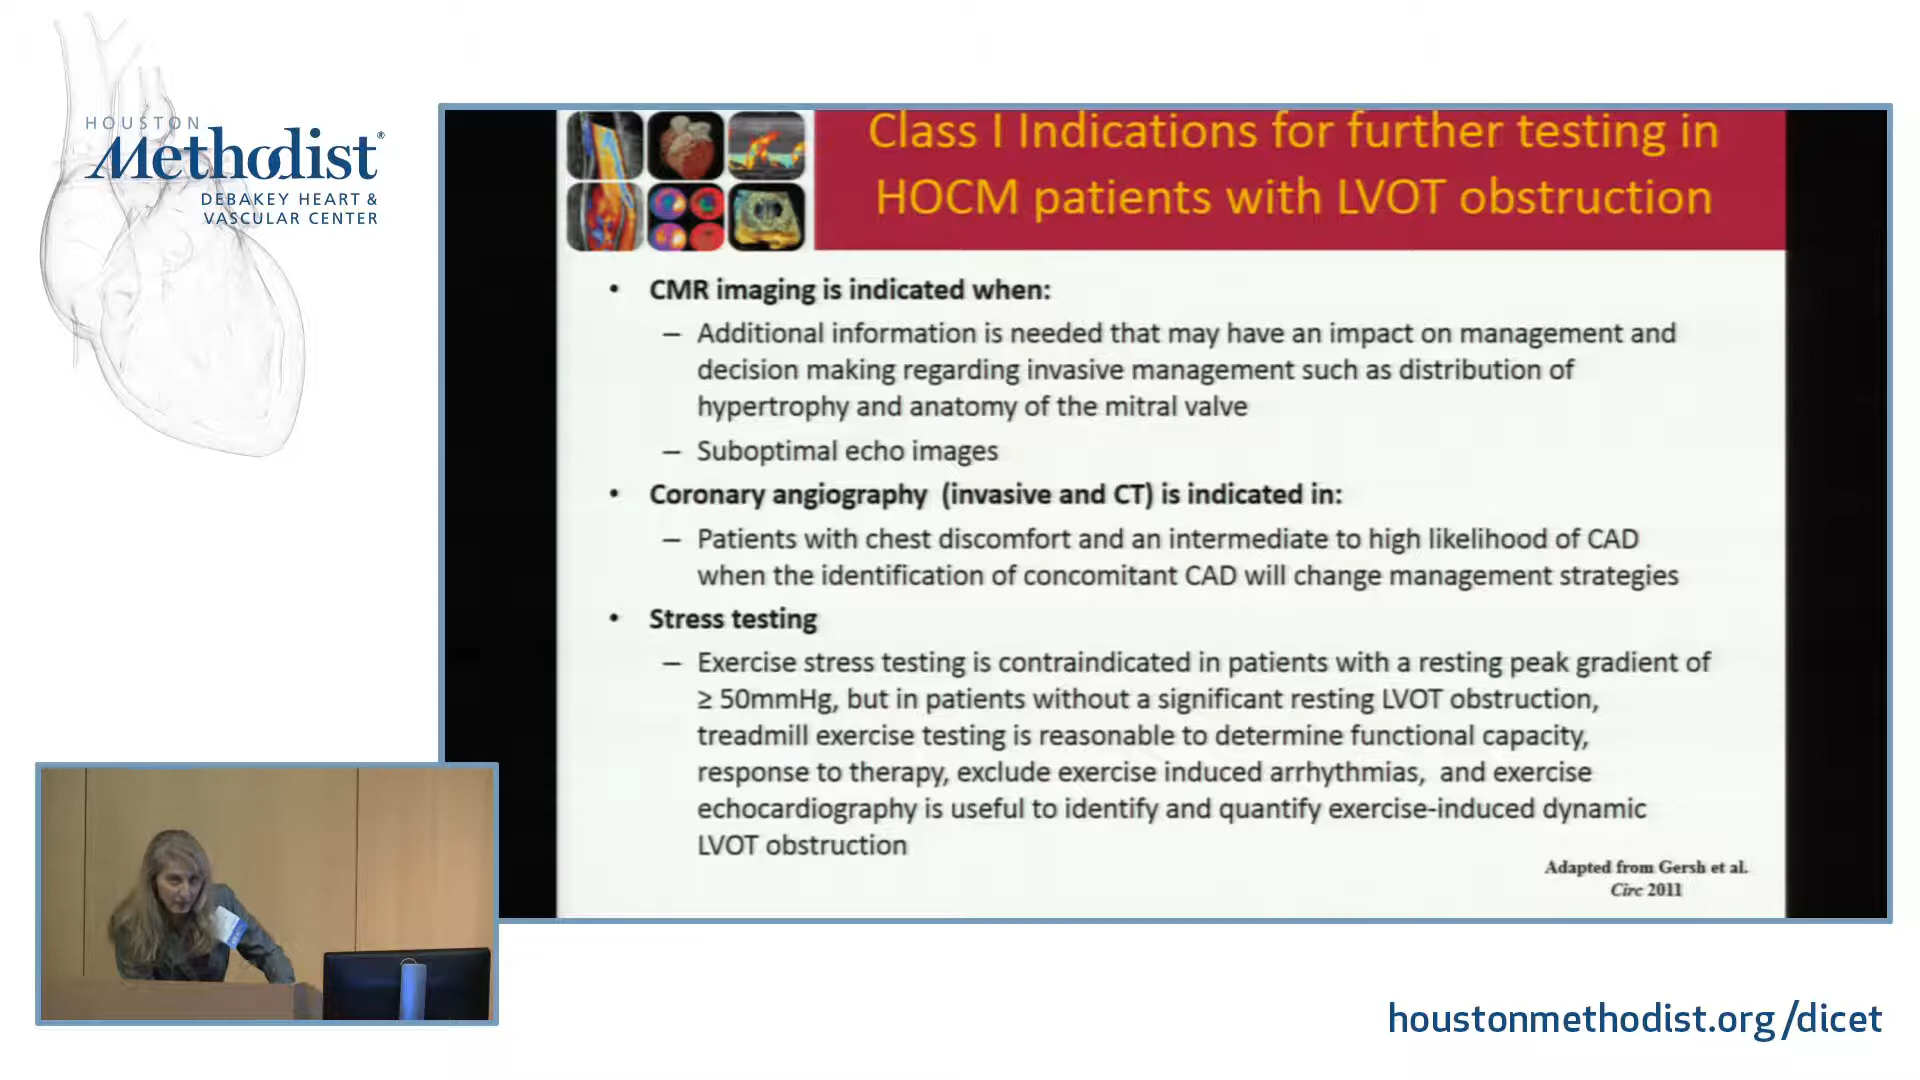 HOUSTON
Methodist®
DEBAKEY HEART &
VASCULAR CENTER
Class I Indications for further testing in
HOCM patients with LVOT obstruction
• CMR imaging is indicated when:
– Additional information is needed that may have an impact on management and
decision making regarding invasive management such as distribution of
hypertrophy and anatomy of the mitral valve
– Suboptimal echo images
• Coronary angiography (invasive and CT) is indicated in:
– Patients with chest discomfort and an intermediate to high likelihood of CAD
when the identification of concomitant CAD will change management strategies
• Stress testing
– Exercise stress testing is contraindicated in patients with a resting peak gradient of
≥ 50mmHg, but in patients without a significant resting LVOT obstruction,
treadmill exercise testing is reasonable to determine functional capacity,
response to therapy, exclude exercise induced arrhythmias, and exercise
echocardiography is useful to identify and quantify exercise-induced dynamic
LVOT obstruction
Adapted from Gersh et al.
Circ 2011
houstonmethodist.org/dicet